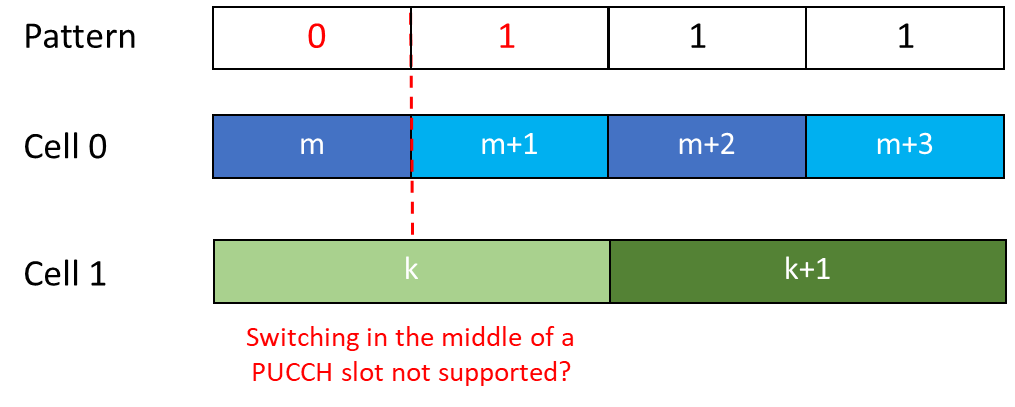 Pattern 0 1 1 1
Cell 0 m m+1 m+2 m+3
Cell 1 k k+1
Switching in the middle of a
PUCCH slot not supported?